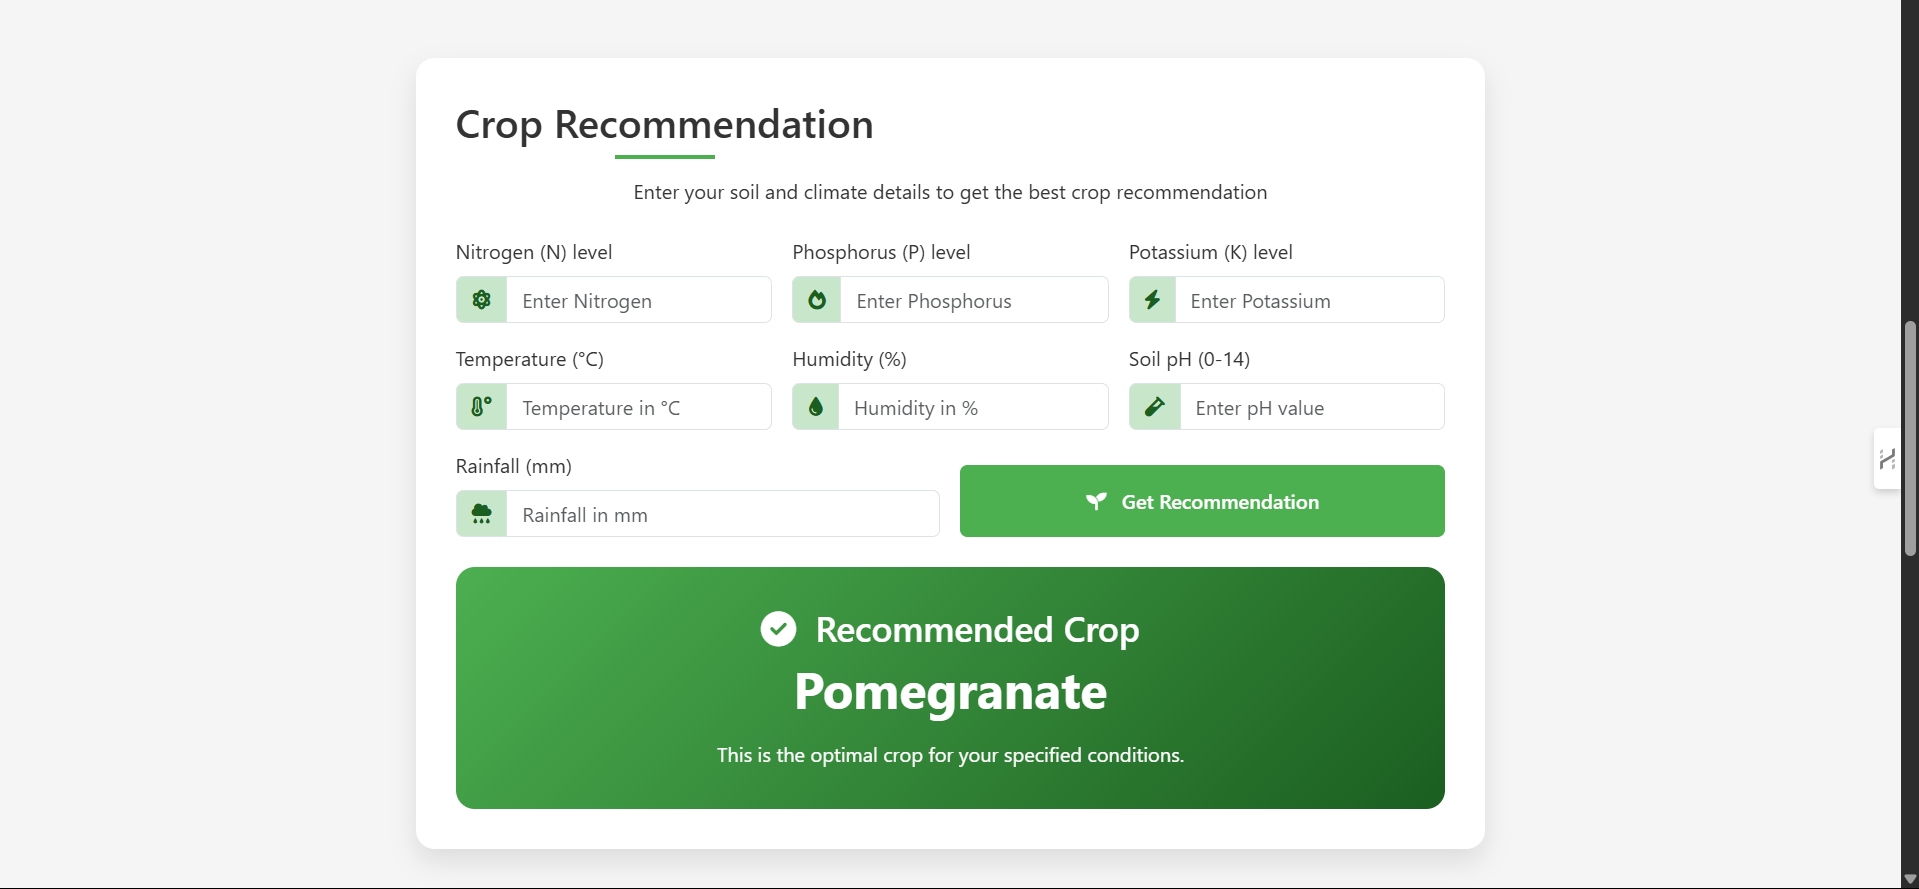 Crop Recommendation
Enter your soil and climate details to get the best crop recommendation
Nitrogen (N) level
Phosphorus (P) level
Potassium (K) level
Enter Nitrogen
Enter Phosphorus
Enter Potassium
Temperature (°C)
Humidity (%)
Soil pH (0-14)
Temperature in °C
Humidity in %
Enter pH value
Rainfall (mm)
Rainfall in mm
Get Recommendation
Recommended Crop
Pomegranate
This is the optimal crop for your specified conditions.